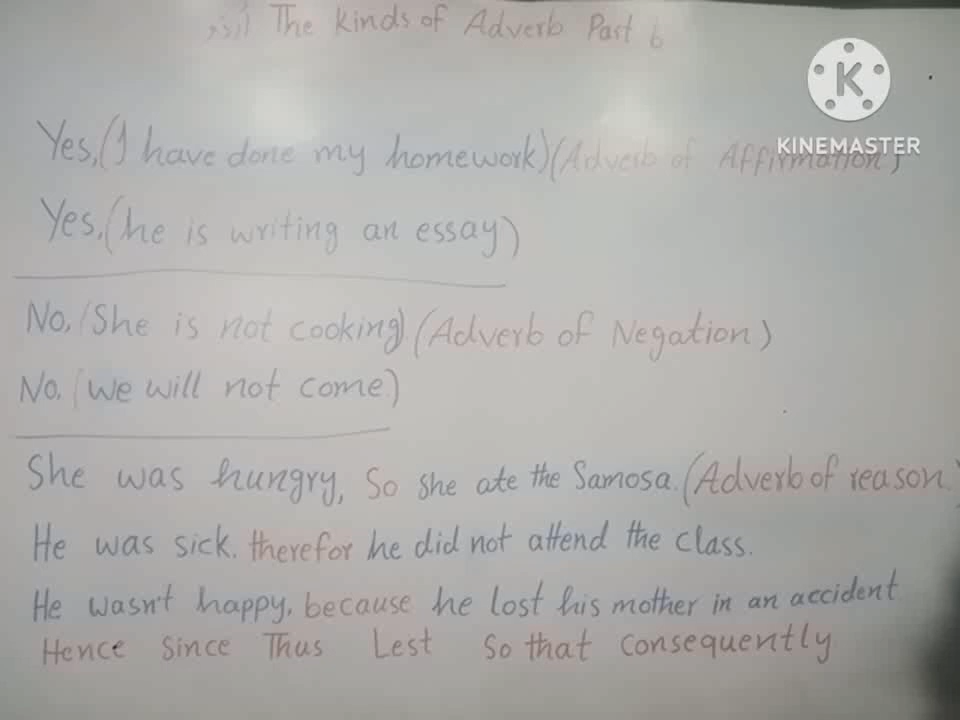 The Kinds of Adverb Part 6
K
KINEMASTER
Yes, (I have done my homework) (Adverb of Affirmation)
Yes, (he is writing an essay)
No, (She is not cooking) (Adverb of Negation)
No, (we will not come.)
She was hungry, So she ate the Samosa. (Adverb of reason.)
He was sick. therefor he did not attend the class.
He wasn't happy, because he lost his mother in an accident
Hence Since Thus Lest So that consequently